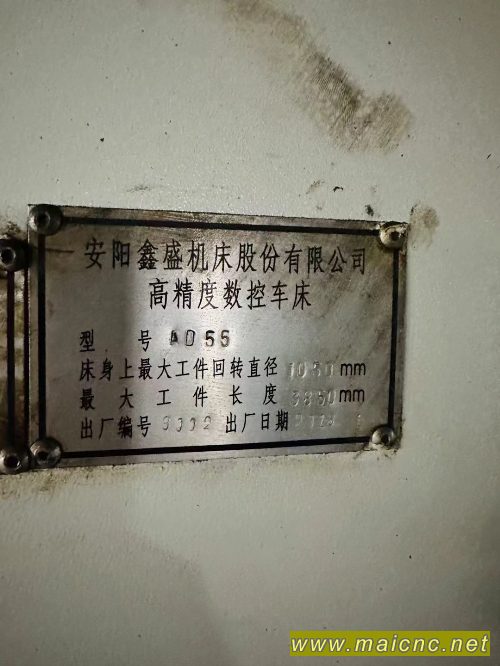 安阳鑫盛机床股份有限公司
高精度数控车床
型 号 AD55
床身上最大工件回转直径 mm
最大工件长度 mm
出厂编号 出厂日期
www.maicnc.net